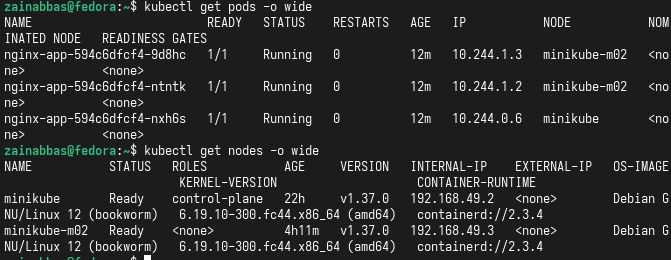 zainabbas@fedora:~$ kubectl get pods -o wide
NAME                         READY   STATUS    RESTARTS   AGE   IP           NODE           NOM
INATED NODE   READINESS GATES
nginx-app-594c6dfcf4-9d8hc   1/1     Running   0          12m   10.244.1.3   minikube-m02   <no
ne>           <none>
nginx-app-594c6dfcf4-ntntk   1/1     Running   0          12m   10.244.1.2   minikube-m02   <no
ne>           <none>
nginx-app-594c6dfcf4-nxh6s   1/1     Running   0          12m   10.244.0.6   minikube       <no
ne>           <none>
zainabbas@fedora:~$ kubectl get nodes -o wide
NAME           STATUS   ROLES           AGE     VERSION   INTERNAL-IP    EXTERNAL-IP   OS-IMAGE
                        KERNEL-VERSION                   CONTAINER-RUNTIME
minikube       Ready    control-plane   22h     v1.37.0   192.168.49.2   <none>        Debian G
NU/Linux 12 (bookworm)   6.19.10-300.fc44.x86_64 (amd64)   containerd://2.3.4
minikube-m02   Ready    <none>          4h11m   v1.37.0   192.168.49.3   <none>        Debian G
NU/Linux 12 (bookworm)   6.19.10-300.fc44.x86_64 (amd64)   containerd://2.3.4
zainabbas@fedora:~$